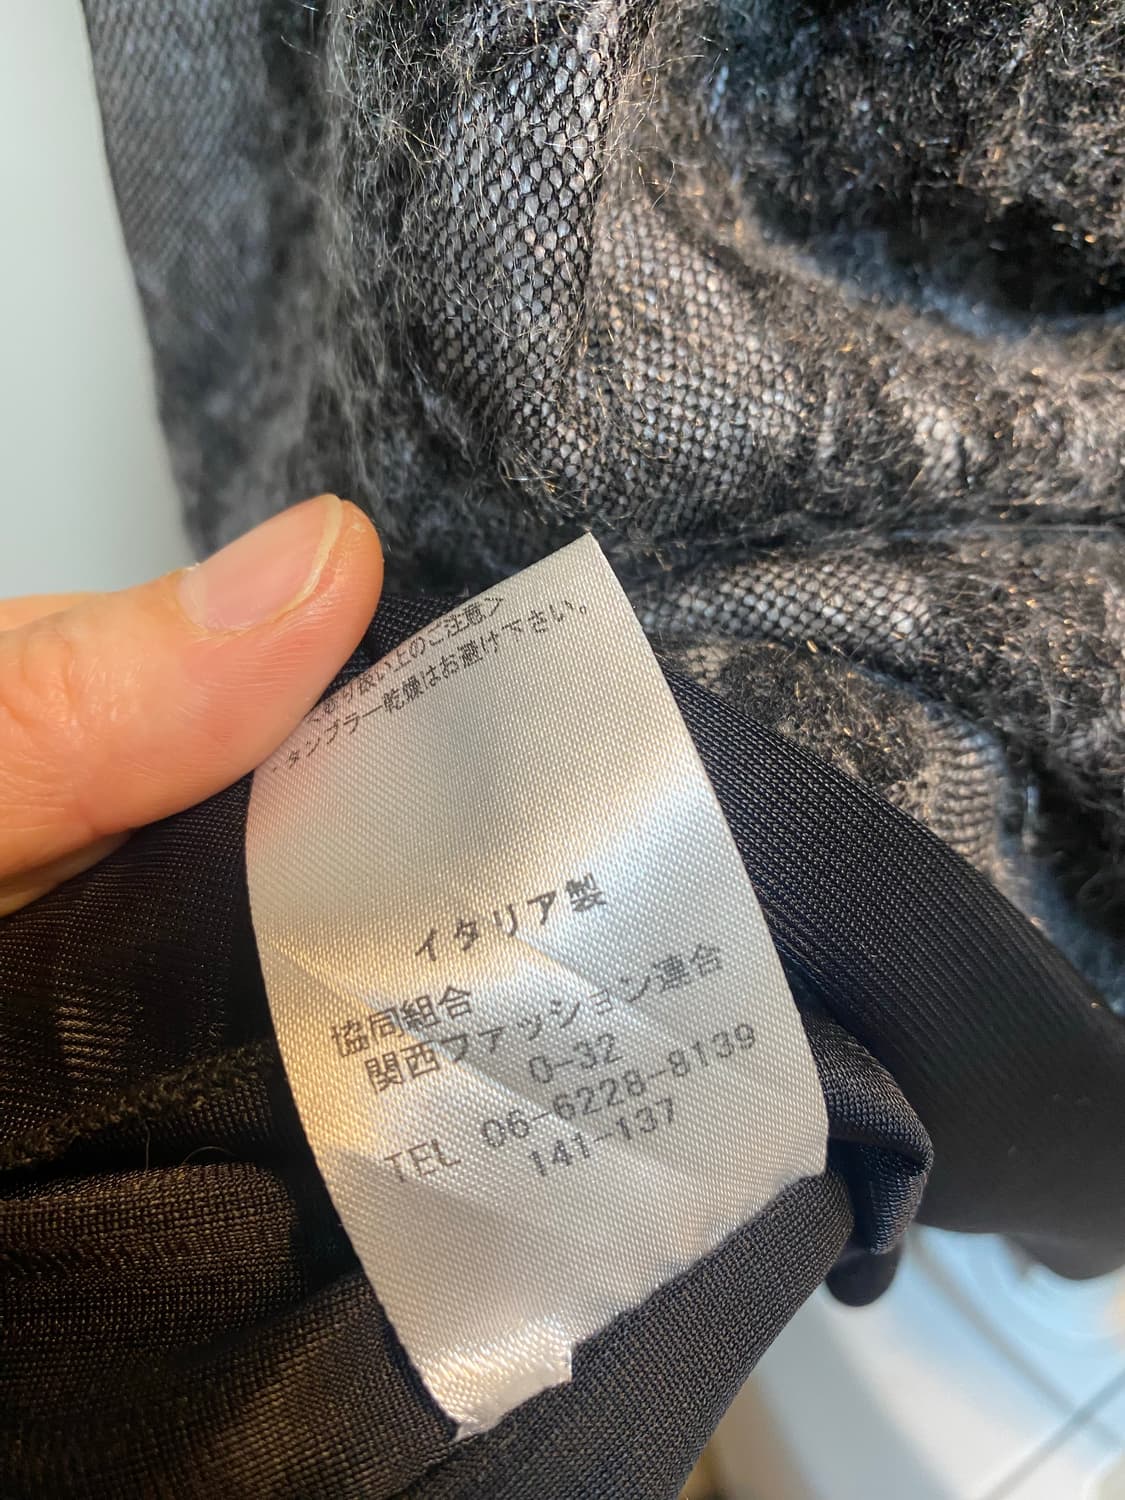 <お取り扱い上のご注意>
・タンブラー乾燥はお避け下さい。
イタリア製
協同組合
関西ファッション連合
0-32
TEL 06-6228-8139
141-137